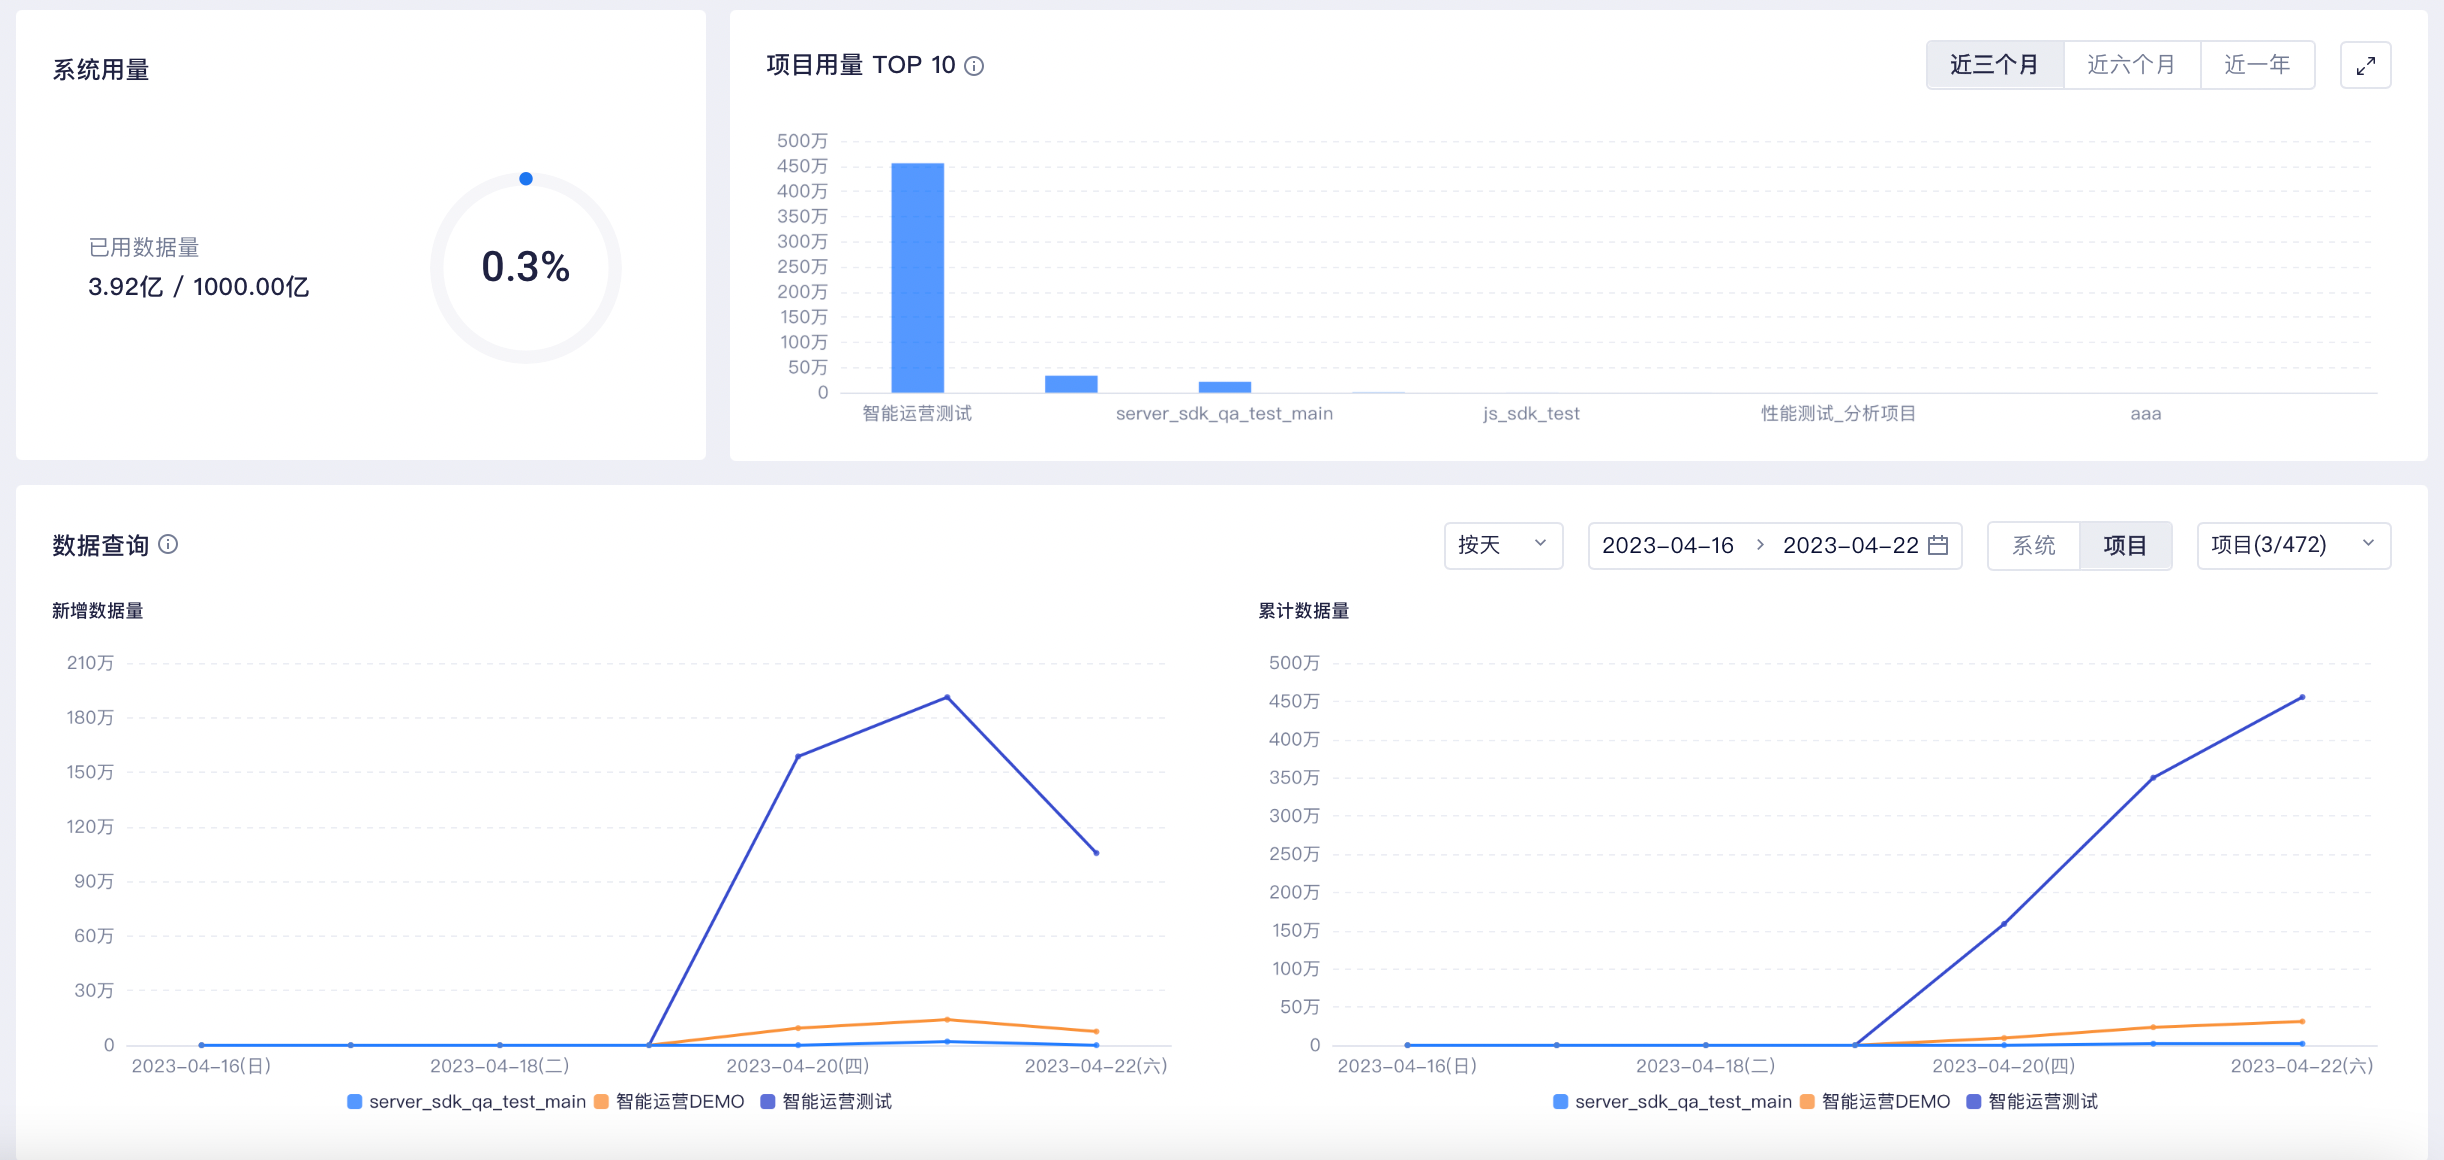 系统用量
已用数据量
3.92亿 / 1000.00亿
0.3%
项目用量 TOP 10
近三个月 近六个月 近一年
500万
450万
400万
350万
300万
250万
200万
150万
100万
50万
0
智能运营测试 server_sdk_qa_test_main js_sdk_test 性能测试_分析项目 aaa
数据查询
按天 2023-04-16 > 2023-04-22 系统 项目 项目(3/472)
新增数据量
210万
180万
150万
120万
90万
60万
30万
0
2023-04-16(日) 2023-04-18(二) 2023-04-20(四) 2023-04-22(六)
server_sdk_qa_test_main 智能运营DEMO 智能运营测试
累计数据量
500万
450万
400万
350万
300万
250万
200万
150万
100万
50万
0
2023-04-16(日) 2023-04-18(二) 2023-04-20(四) 2023-04-22(六)
server_sdk_qa_test_main 智能运营DEMO 智能运营测试